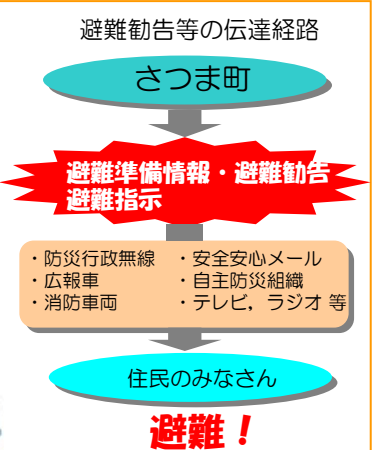 避難勧告等の伝達経路
さつま町
避難準備情報・避難勧告
避難指示
・防災行政無線 ・安全安心メール
・広報車 ・自主防災組織
・消防車両 ・テレビ，ラジオ 等
住民のみなさん
避難！